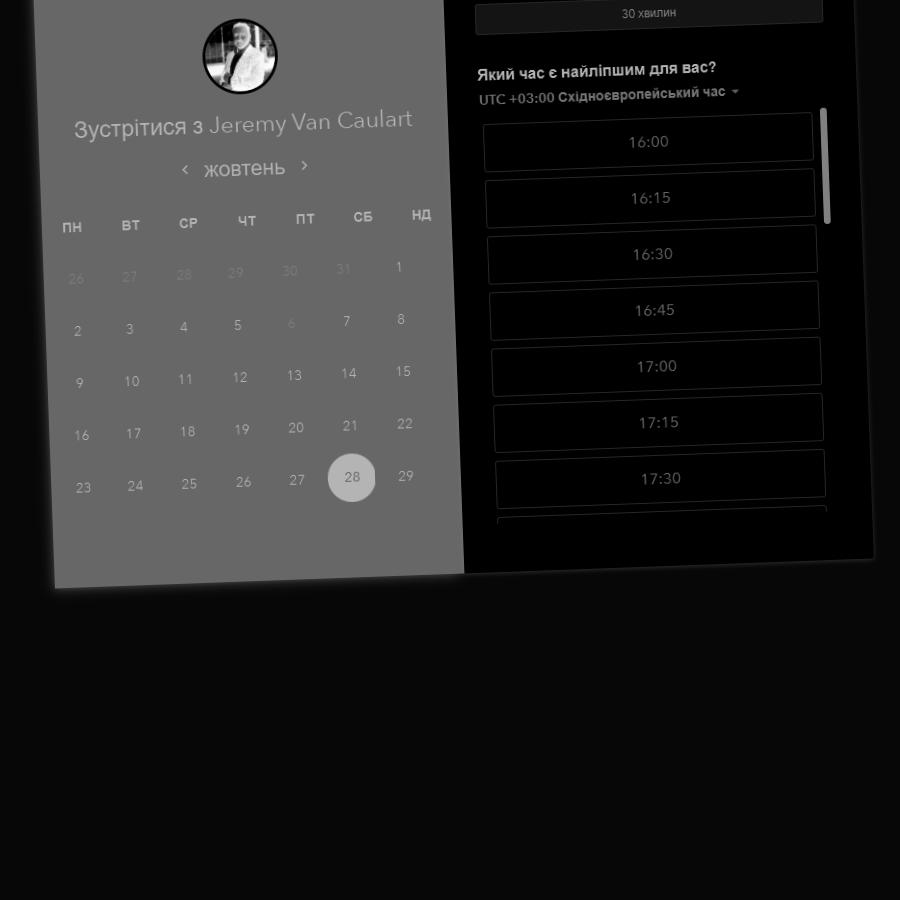 Зустрітися з Jeremy Van Caulart
жовтень
ПН ВТ СР ЧТ ПТ СБ НД
26 27 28 29 30 31 1
2 3 4 5 6 7 8
9 10 11 12 13 14 15
16 17 18 19 20 21 22
23 24 25 26 27 28 29
30 хвилин
Який час є найліпшим для вас?
UTC +03:00 Східноєвропейський час
16:00
16:15
16:30
16:45
17:00
17:15
17:30